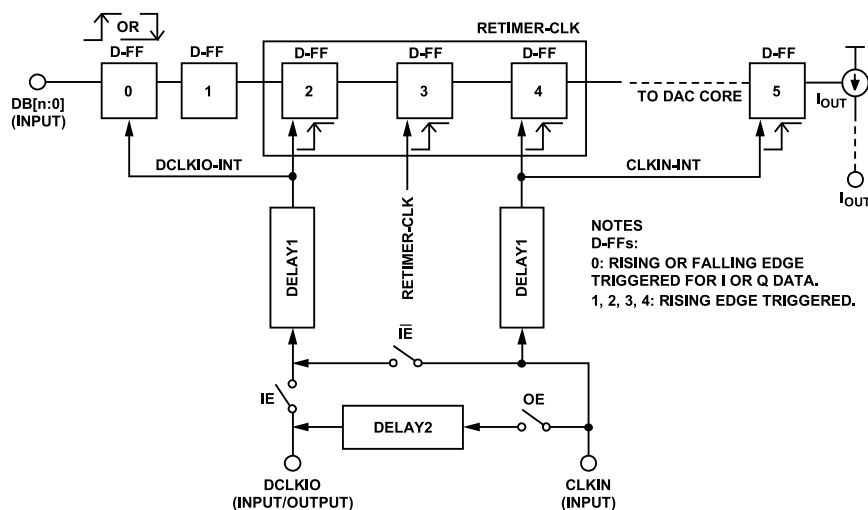 OR
RETIMER-CLK
D-FF
D-FF
D-FF
D-FF
D-FF
D-FF
0
1
2
3
4
5
DB[n:0]
(INPUT)
TO DAC CORE
IOUT
IOUT
DCLKIO-INT
CLKIN-INT
DELAY1
RETIMER-CLK
DELAY1
NOTES
D-FFs:
0: RISING OR FALLING EDGE
TRIGGERED FOR I OR Q DATA.
1, 2, 3, 4: RISING EDGE TRIGGERED.
I̅E̅
IE
OE
DELAY2
DCLKIO
(INPUT/OUTPUT)
CLKIN
(INPUT)